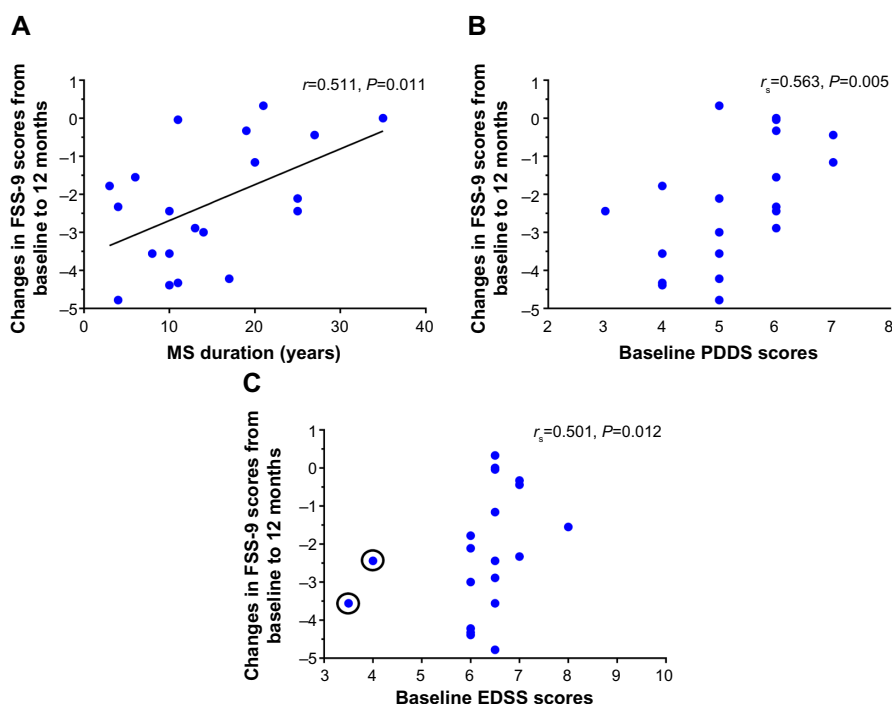 A
Changes in FSS-9 scores from
baseline to 12 months
r=0.511, P=0.011
1
0
–1
–2
–3
–4
–5
0
10
20
30
40
MS duration (years)
B
Changes in FSS-9 scores from
baseline to 12 months
rs=0.563, P=0.005
1
0
–1
–2
–3
–4
–5
2
3
4
5
6
7
8
Baseline PDDS scores
C
Changes in FSS-9 scores from
baseline to 12 months
rs=0.501, P=0.012
1
0
–1
–2
–3
–4
–5
3
4
5
6
7
8
9
10
Baseline EDSS scores